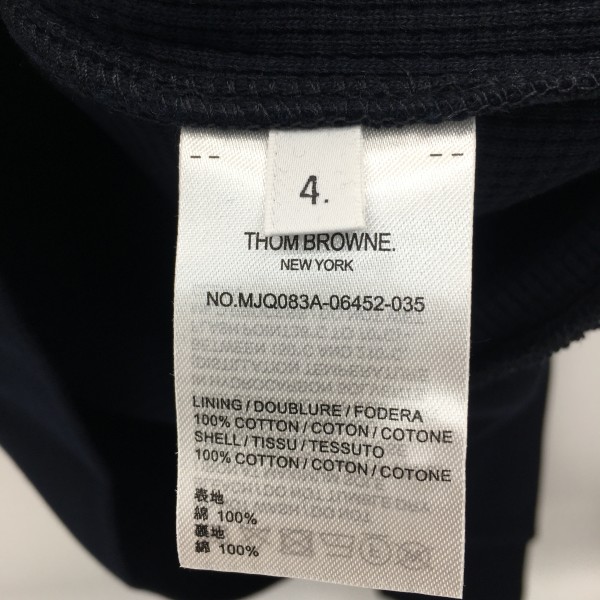 4.
THOM BROWNE.
NEW YORK
NO.MJQ083A-06452-035
LINING / DOUBLURE / FODERA
100% COTTON / COTON / COTONE
SHELL / TISSU / TESSUTO
100% COTTON / COTON / COTONE
表地
綿 100%
裏地
綿 100%